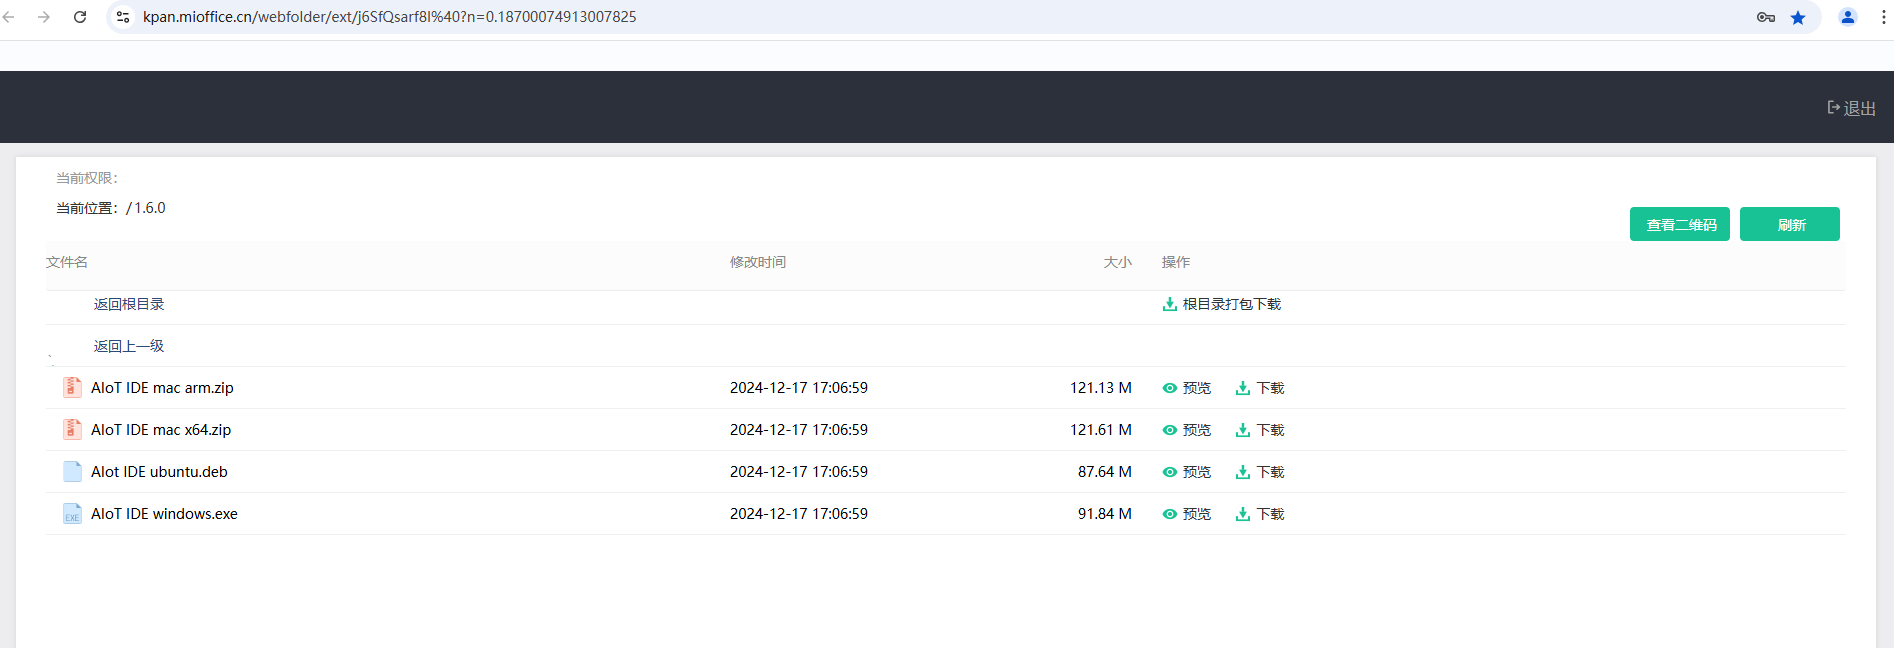 kpan.mioffice.cn/webfolder/ext/j6SfQsarf8I%40?n=0.18700074913007825
退出
当前权限：
当前位置：/ 1.6.0
查看二维码 刷新
文件名 修改时间 大小 操作
返回根目录 根目录打包下载
返回上一级
AIoT IDE mac arm.zip 2024-12-17 17:06:59 121.13 M 预览 下载
AIoT IDE mac x64.zip 2024-12-17 17:06:59 121.61 M 预览 下载
AIot IDE ubuntu.deb 2024-12-17 17:06:59 87.64 M 预览 下载
EXE AIoT IDE windows.exe 2024-12-17 17:06:59 91.84 M 预览 下载